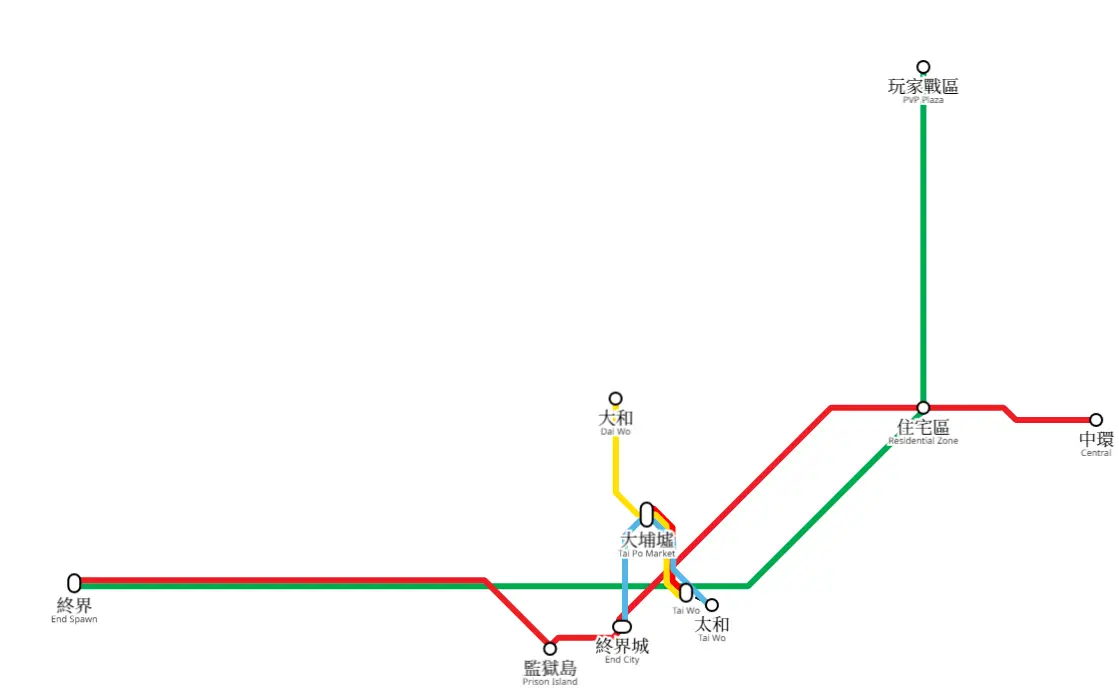 玩家戰區
PVP Plaza
大和
Dai Wo
住宅區
Residential Zone
中環
Central
大埔墟
Tai Po Market
終界
End Spawn
Tai Wo
太和
Tai Wo
終界城
End City
監獄島
Prison Island